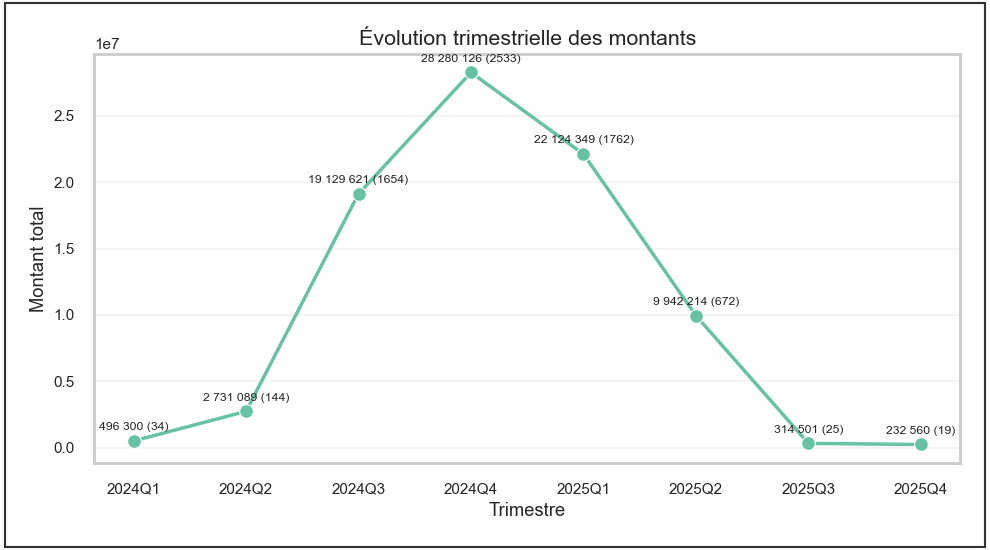 Évolution trimestrielle des montants
1e7
28 280 126 (2533)
2.5
22 124 349 (1762)
2.0
19 129 621 (1654)
1.5
Montant total
1.0
9 942 214 (672)
0.5
2 731 089 (144)
496 300 (34)
314 501 (25)
232 560 (19)
0.0
2024Q1 2024Q2 2024Q3 2024Q4 2025Q1 2025Q2 2025Q3 2025Q4
Trimestre